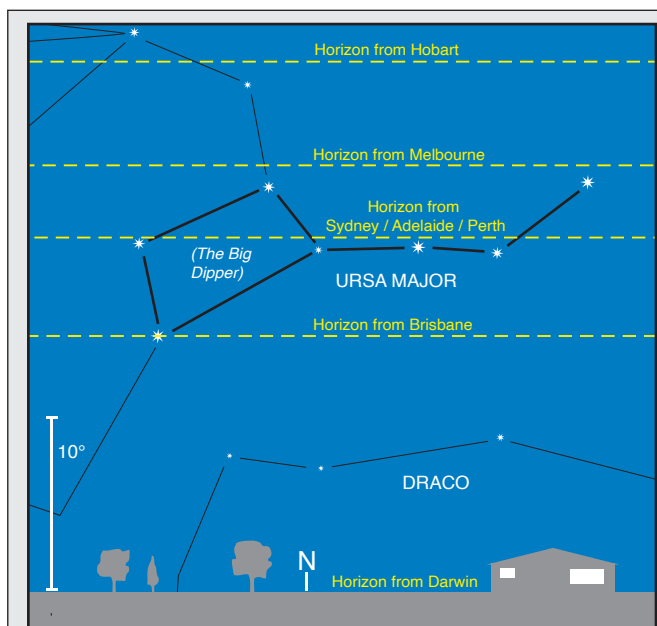 Horizon from Hobart
Horizon from Melbourne
Horizon from
Sydney / Adelaide / Perth
(The Big
Dipper)
URSA MAJOR
Horizon from Brisbane
10°
DRACO
N
Horizon from Darwin